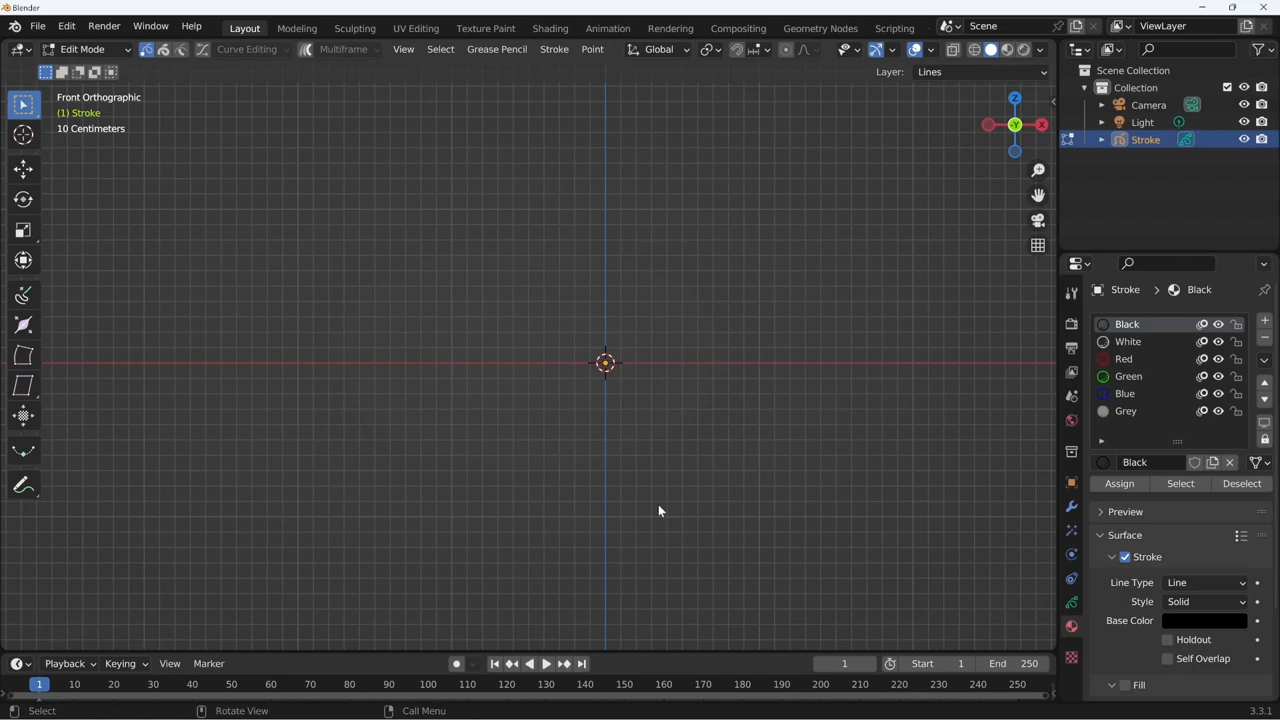 Blender
File Edit Render Window Help
Layout Modeling Sculpting UV Editing Texture Paint Shading Animation Rendering Compositing Geometry Nodes Scripting
Scene
ViewLayer
Edit Mode
Curve Editing
Multiframe
View Select Grease Pencil Stroke Point
Global
Layer: Lines
Front Orthographic
(1) Stroke
10 Centimeters
Z
-Y
X
Scene Collection
Collection
Camera
Light
Stroke
Stroke > Black
Black
White
Red
Green
Blue
Grey
Black
Assign Select Deselect
Preview
Surface
Stroke
Line Type Line
Style Solid
Base Color
Holdout
Self Overlap
Fill
Playback Keying View Marker
1
Start 1
End 250
1 10 20 30 40 50 60 70 80 90 100 110 120 130 140 150 160 170 180 190 200 210 220 230 240 250
Select
Rotate View
Call Menu
3.3.1